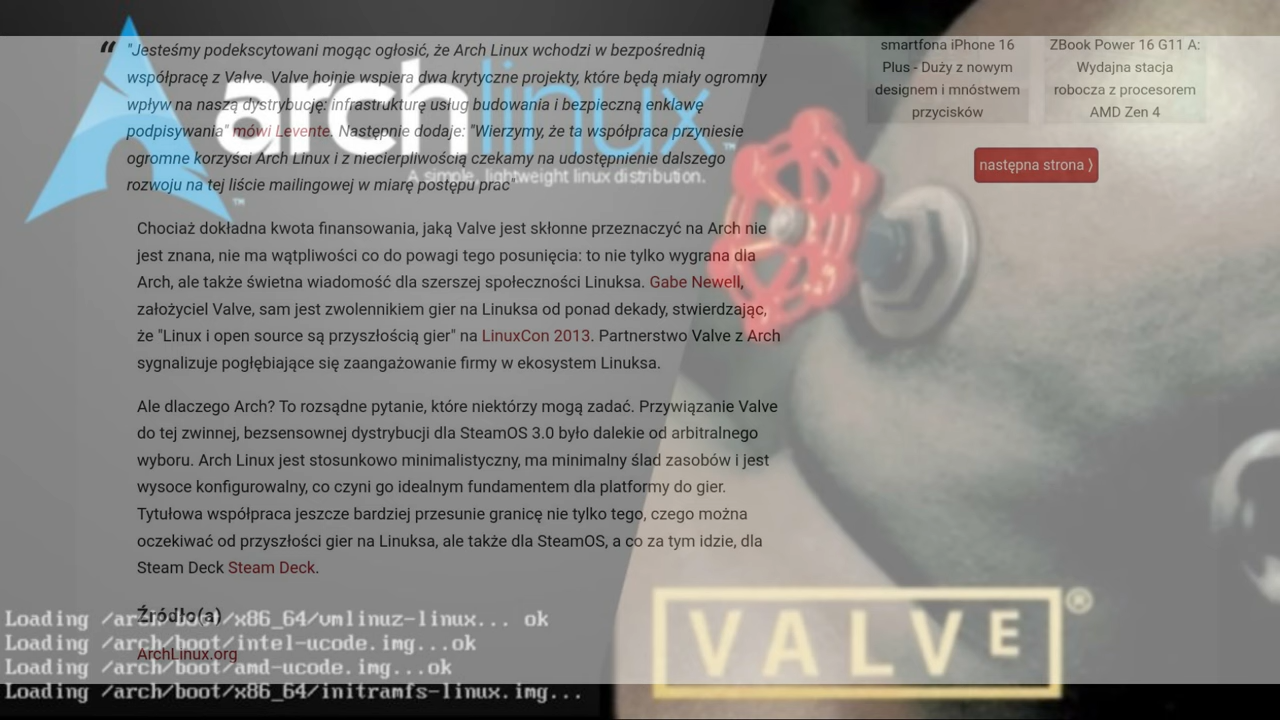 archlinux™
A simple, lightweight linux distribution.
™
“
"Jesteśmy podekscytowani mogąc ogłosić, że Arch Linux wchodzi w bezpośrednią
współpracę z Valve. Valve hojnie wspiera dwa krytyczne projekty, które będą miały ogromny
wpływ na naszą dystrybucję: infrastrukturę usług budowania i bezpieczną enklawę
podpisywania" mówi Levente. Następnie dodaje: "Wierzymy, że ta współpraca przyniesie
ogromne korzyści Arch Linux i z niecierpliwością czekamy na udostępnienie dalszego
rozwoju na tej liście mailingowej w miarę postępu prac"
Chociaż dokładna kwota finansowania, jaką Valve jest skłonne przeznaczyć na Arch nie
jest znana, nie ma wątpliwości co do powagi tego posunięcia: to nie tylko wygrana dla
Arch, ale także świetna wiadomość dla szerszej społeczności Linuksa. Gabe Newell,
założyciel Valve, sam jest zwolennikiem gier na Linuksa od ponad dekady, stwierdzając,
że "Linux i open source są przyszłością gier" na LinuxCon 2013. Partnerstwo Valve z Arch
sygnalizuje pogłębiające się zaangażowanie firmy w ekosystem Linuksa.
Ale dlaczego Arch? To rozsądne pytanie, które niektórzy mogą zadać. Przywiązanie Valve
do tej zwinnej, bezsensownej dystrybucji dla SteamOS 3.0 było dalekie od arbitralnego
wyboru. Arch Linux jest stosunkowo minimalistyczny, ma minimalny ślad zasobów i jest
wysoce konfigurowalny, co czyni go idealnym fundamentem dla platformy do gier.
Tytułowa współpraca jeszcze bardziej przesunie granicę nie tylko tego, czego można
oczekiwać od przyszłości gier na Linuksa, ale także dla SteamOS, a co za tym idzie, dla
Steam Deck Steam Deck.
Źródło(a)
ArchLinux.org
smartfona iPhone 16
Plus - Duży z nowym
designem i mnóstwem
przycisków
ZBook Power 16 G11 A:
Wydajna stacja
robocza z procesorem
AMD Zen 4
następna strona ⟩
Loading /arch/boot/x86_64/vmlinuz-linux... ok
Loading /arch/boot/intel-ucode.img...ok
Loading /arch/boot/amd-ucode.img...ok
Loading /arch/boot/x86_64/initramfs-linux.img...
VALVE®